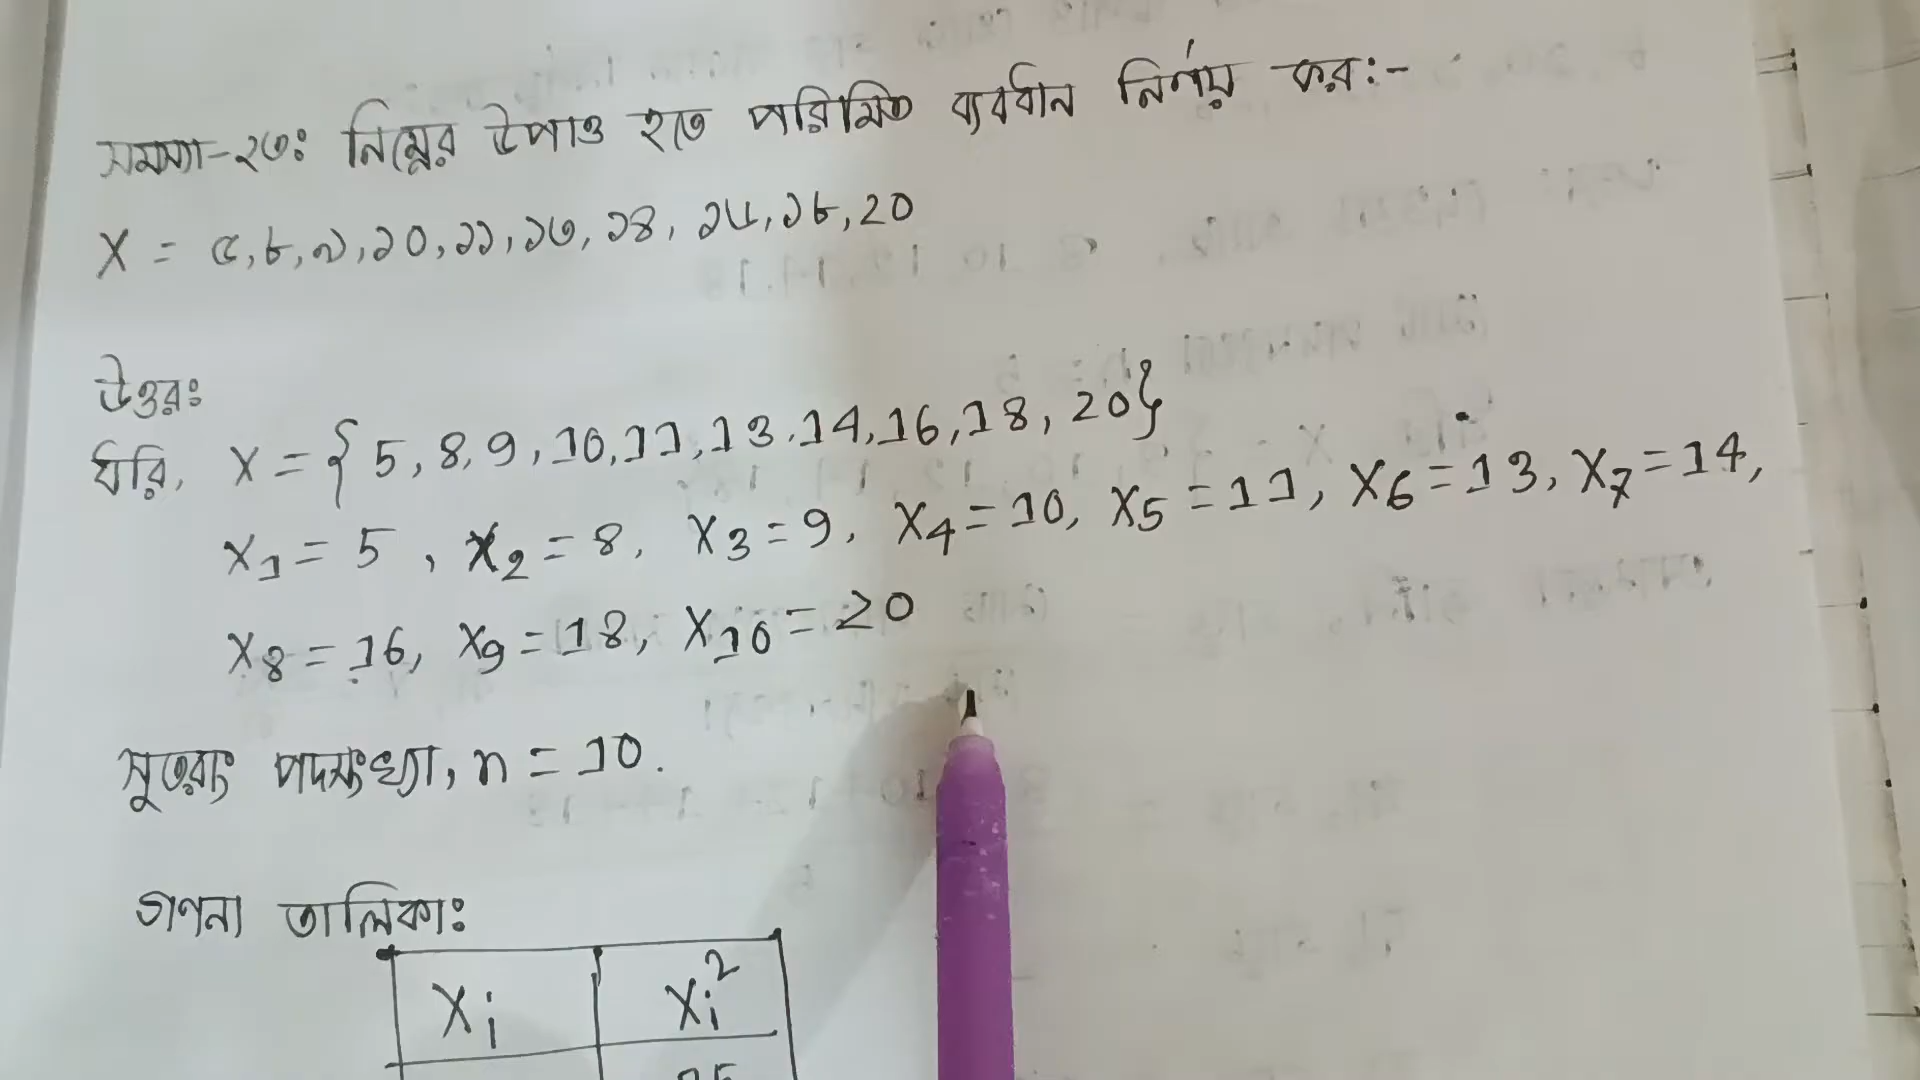 সমস্যা-২৩ঃ নিম্নের উপাত্ত হতে পরিমিত ব্যবধান নির্ণয় করঃ-
X = ৫,৮,৯,১০,১১,১৩,১৪,১৬,১৮,20
উত্তরঃ
ধরি, X = { 5, 8, 9, 10, 11, 13, 14, 16, 18, 20}
X₁ = 5, X₂ = 8, X₃ = 9, X₄ = 10, X₅ = 11, X₆ = 13, X₇ = 14,
X₈ = 16, X₉ = 18, X₁₀ = 20
সুতরাং পদসংখ্যা, n = 10.
গণনা তালিকাঃ
Xi Xi²